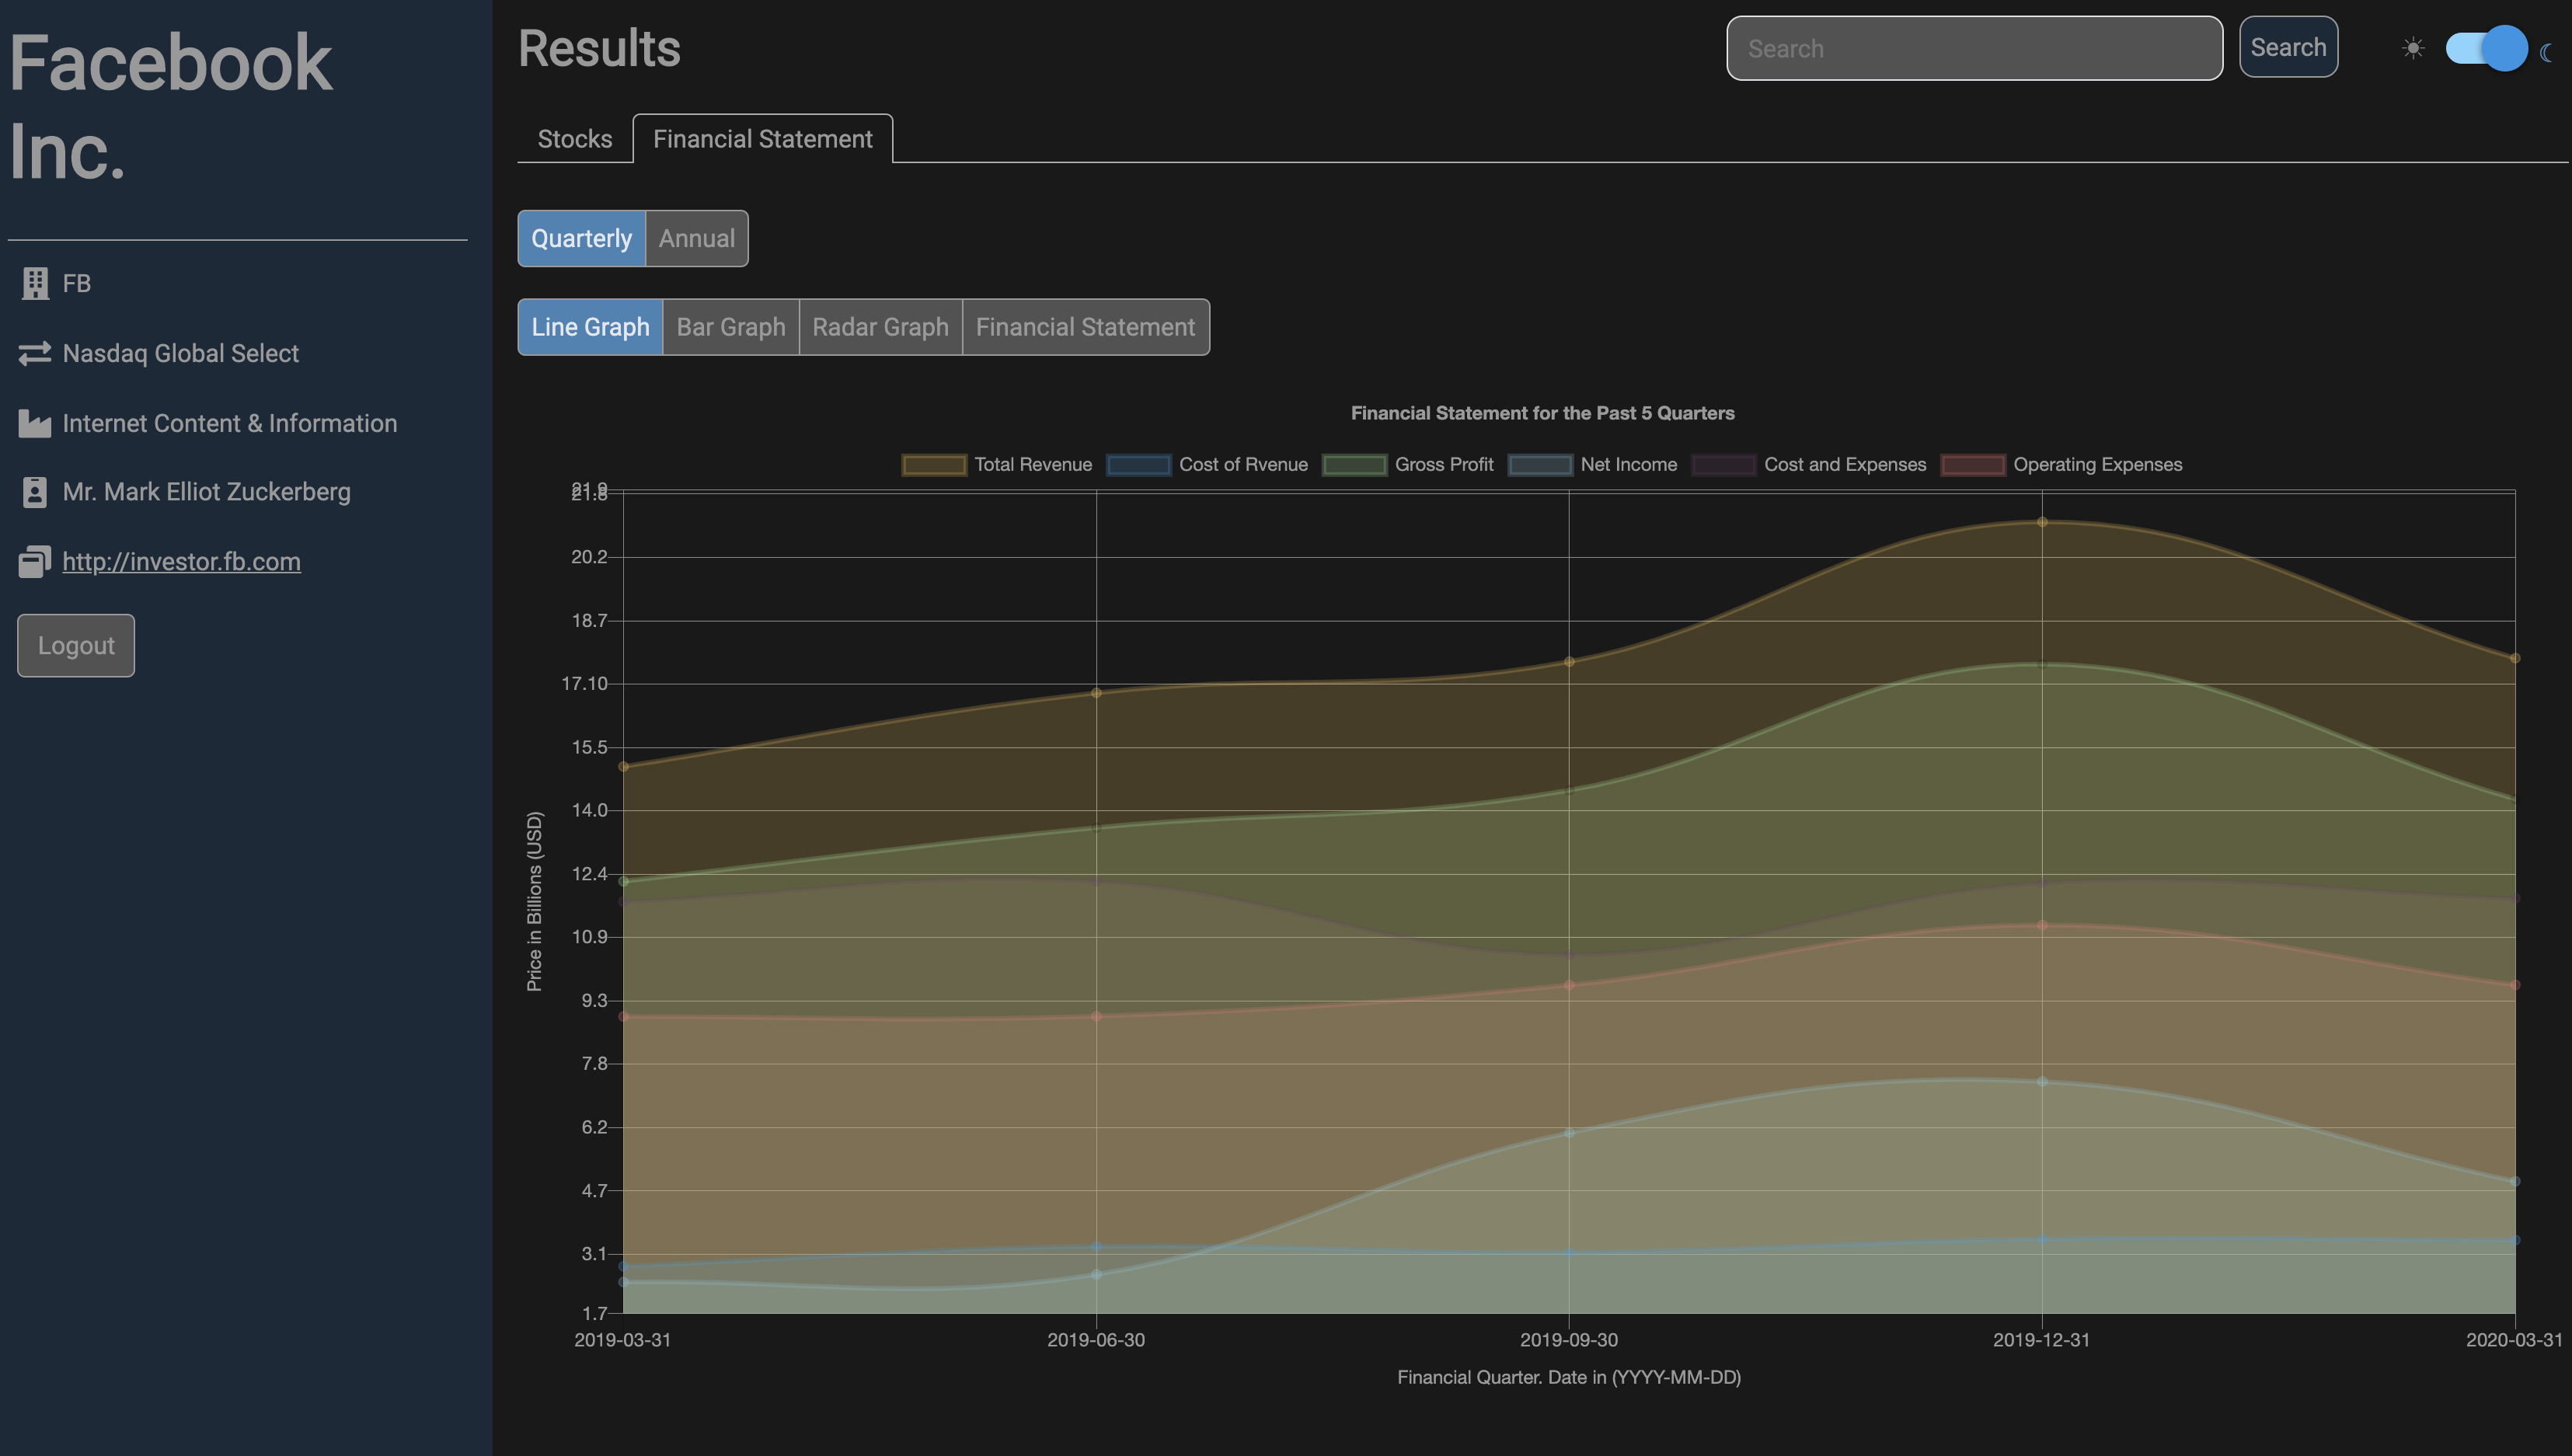 Facebook
Inc.
FB
Nasdaq Global Select
Internet Content & Information
Mr. Mark Elliot Zuckerberg
http://investor.fb.com
Logout
Results
Search
Search
Stocks
Financial Statement
Quarterly
Annual
Line Graph
Bar Graph
Radar Graph
Financial Statement
Financial Statement for the Past 5 Quarters
Total Revenue
Cost of Rvenue
Gross Profit
Net Income
Cost and Expenses
Operating Expenses
Price in Billions (USD)
21.9
21.8
20.2
18.7
17.10
15.5
14.0
12.4
10.9
9.3
7.8
6.2
4.7
3.1
1.7
2019-03-31
2019-06-30
2019-09-30
2019-12-31
2020-03-31
Financial Quarter. Date in (YYYY-MM-DD)